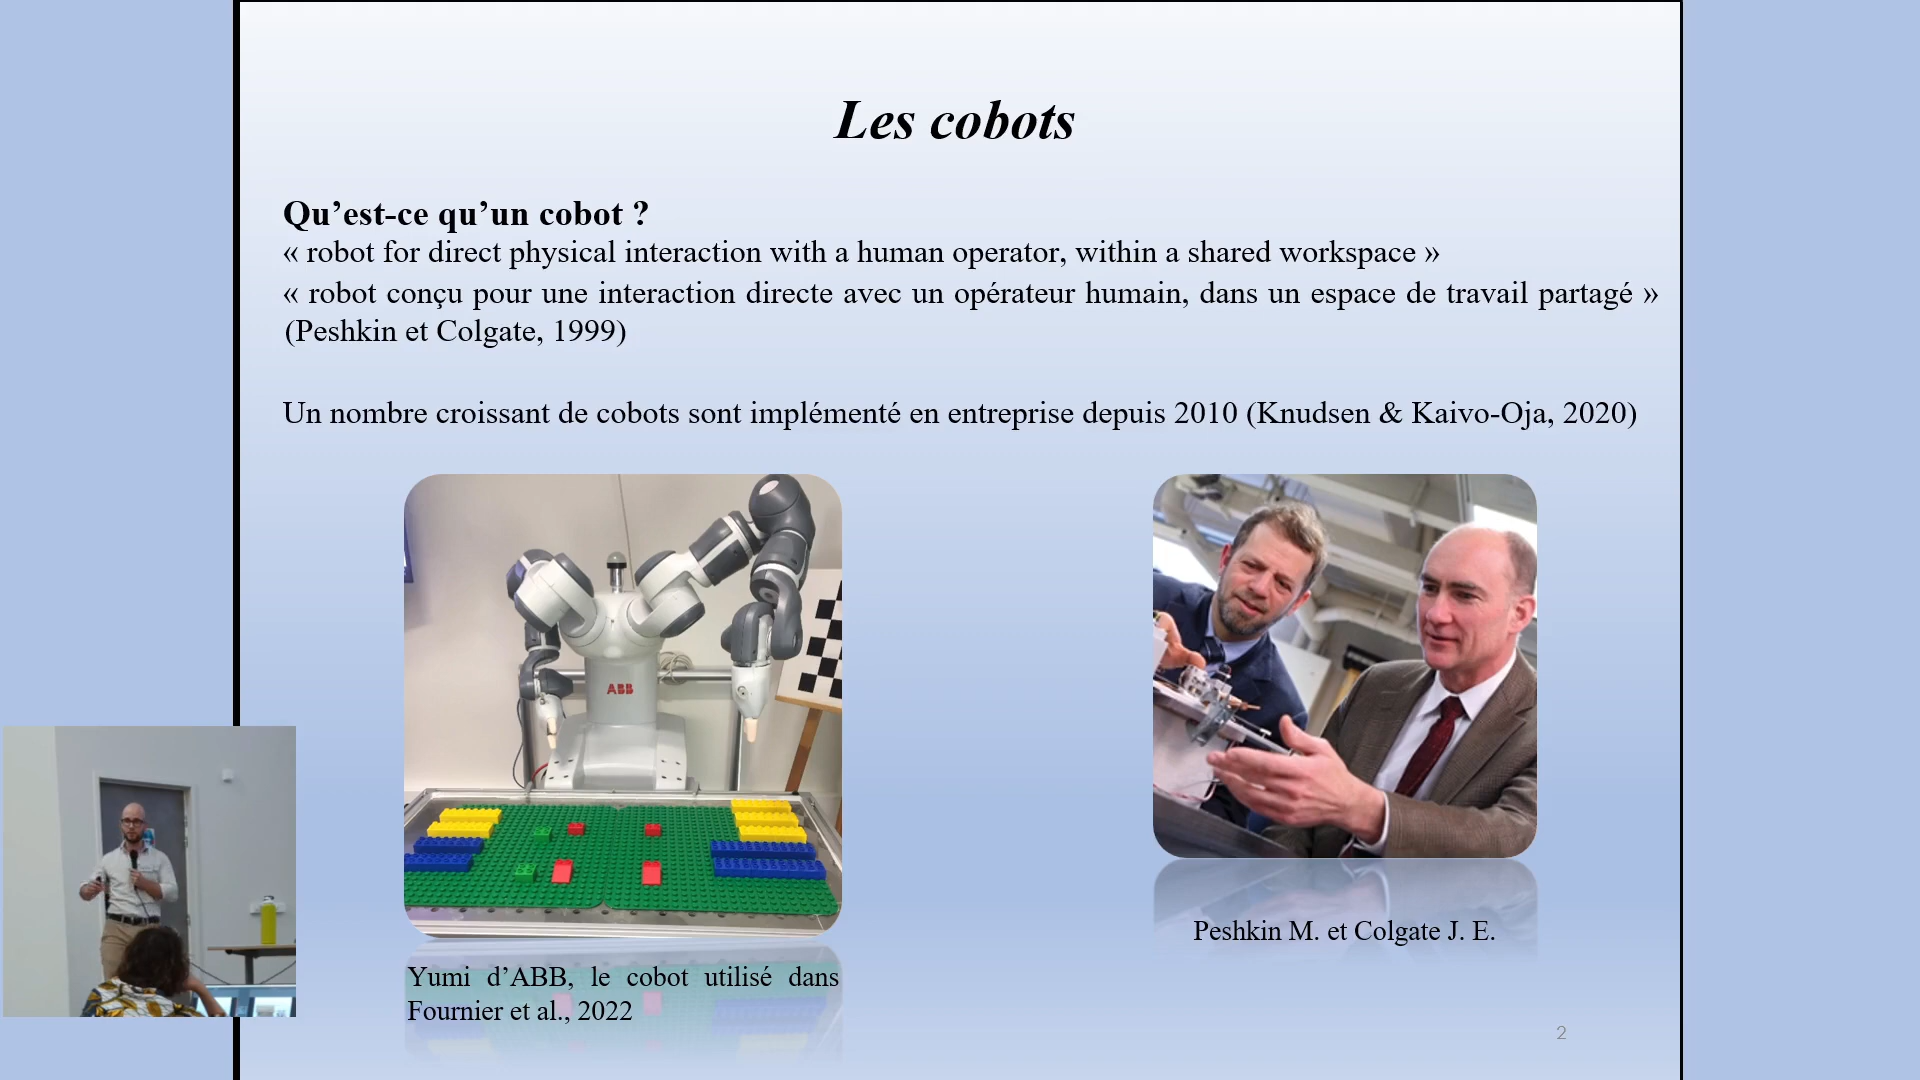 Les cobots
Qu’est-ce qu’un cobot ?
« robot for direct physical interaction with a human operator, within a shared workspace »
« robot conçu pour une interaction directe avec un opérateur humain, dans un espace de travail partagé »
(Peshkin et Colgate, 1999)
Un nombre croissant de cobots sont implémenté en entreprise depuis 2010 (Knudsen & Kaivo-Oja, 2020)
ABB
Peshkin M. et Colgate J. E.
Yumi d’ABB, le cobot utilisé dans
Fournier et al., 2022
2